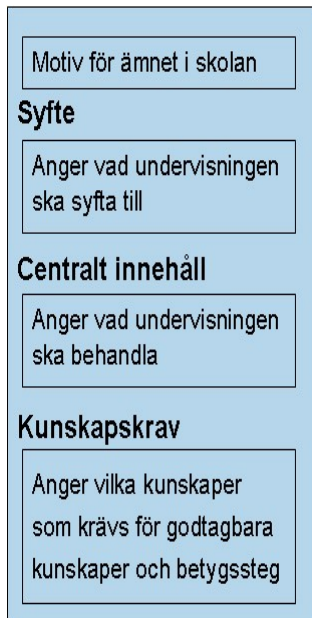 Motiv för ämnet i skolan
Syfte
Anger vad undervisningen
ska syfta till
Centralt innehåll
Anger vad undervisningen
ska behandla
Kunskapskrav
Anger vilka kunskaper
som krävs för godtagbara
kunskaper och betygssteg